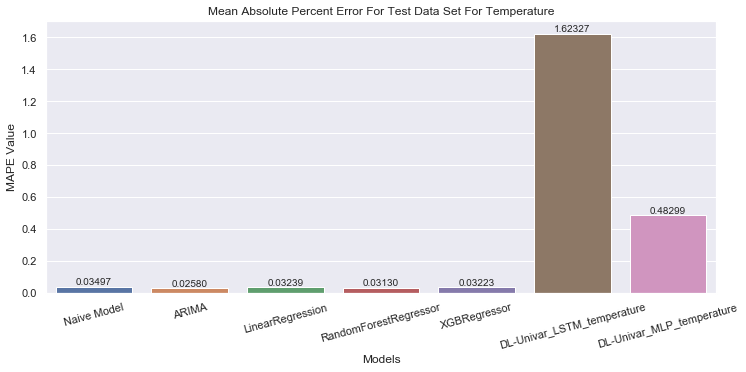 Mean Absolute Percent Error For Test Data Set For Temperature
MAPE Value
1.6
1.4
1.2
1.0
0.8
0.6
0.4
0.2
0.0
0.03497
0.02580
0.03239
0.03130
0.03223
1.62327
0.48299
Naive Model
ARIMA
LinearRegression
RandomForestRegressor
XGBRegressor
DL-Univar_LSTM_temperature
DL-Univar_MLP_temperature
Models